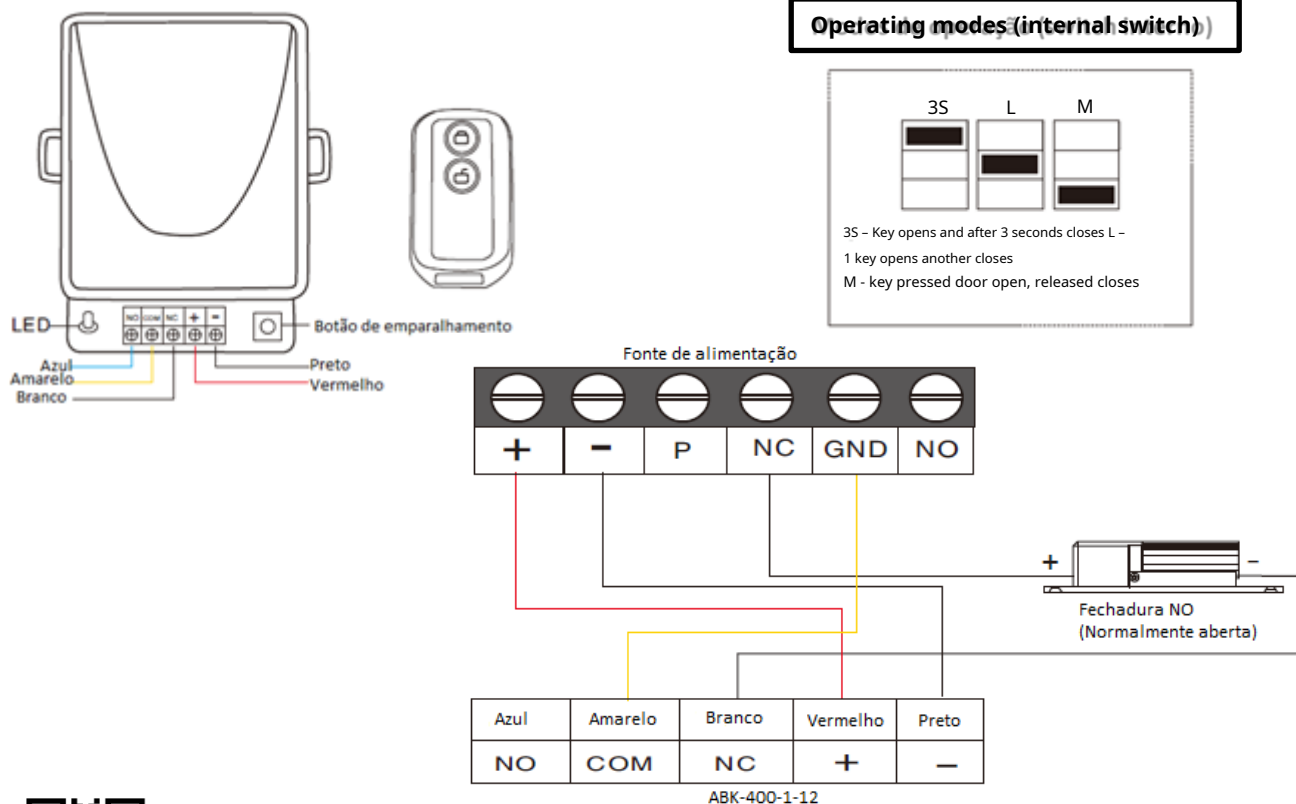 Operating modes (internal switch)
3S L M
3S – Key opens and after 3 seconds closes L –
1 key opens another closes
M - key pressed door open, released closes
LED
NO COM NC + -
Botão de emparalhamento
Azul
Amarelo
Branco
Preto
Vermelho
Fonte de alimentação
+ - P NC GND NO
+ -
Fechadura NO
(Normalmente aberta)
Azul Amarelo Branco Vermelho Preto
NO COM NC + -
ABK-400-1-12